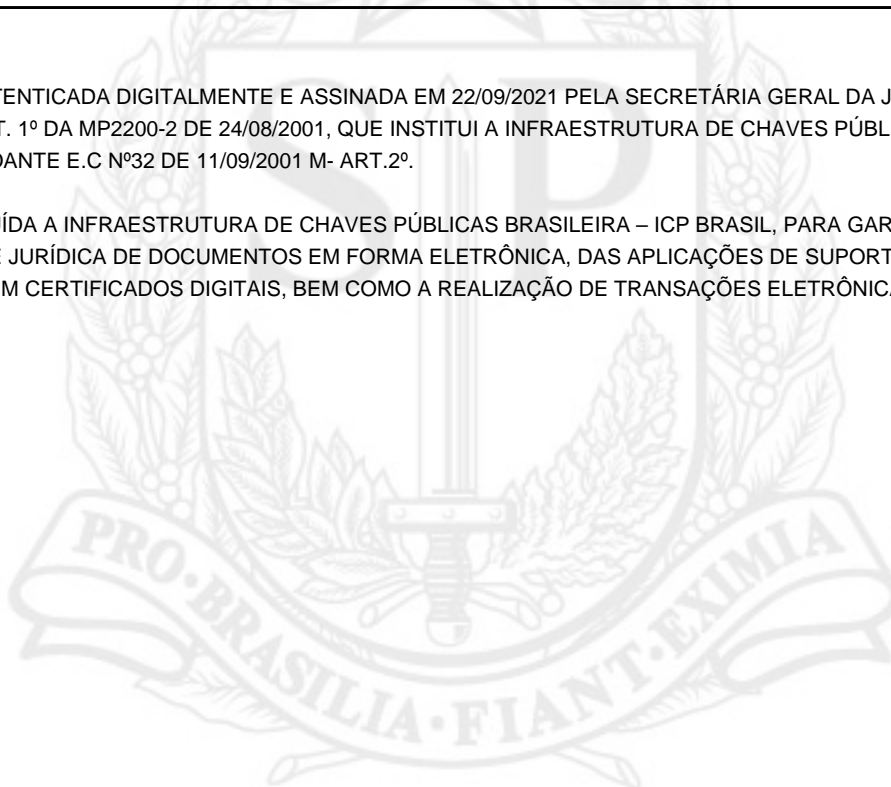 TENTICADA DIGITALMENTE E ASSINADA EM 22/09/2021 PELA SECRETÁRIA GERAL DA J
T. 1º DA MP2200-2 DE 24/08/2001, QUE INSTITUI A INFRAESTRUTURA DE CHAVES PÚBL
DANTE E.C Nº32 DE 11/09/2001 M- ART.2º.
ÍDA A INFRAESTRUTURA DE CHAVES PÚBLICAS BRASILEIRA – ICP BRASIL, PARA GAR
E JURÍDICA DE DOCUMENTOS EM FORMA ELETRÔNICA, DAS APLICAÇÕES DE SUPORT
M CERTIFICADOS DIGITAIS, BEM COMO A REALIZAÇÃO DE TRANSAÇÕES ELETRÔNICA
SP
PRO·BRASILIA·FIANT·EXIMIA